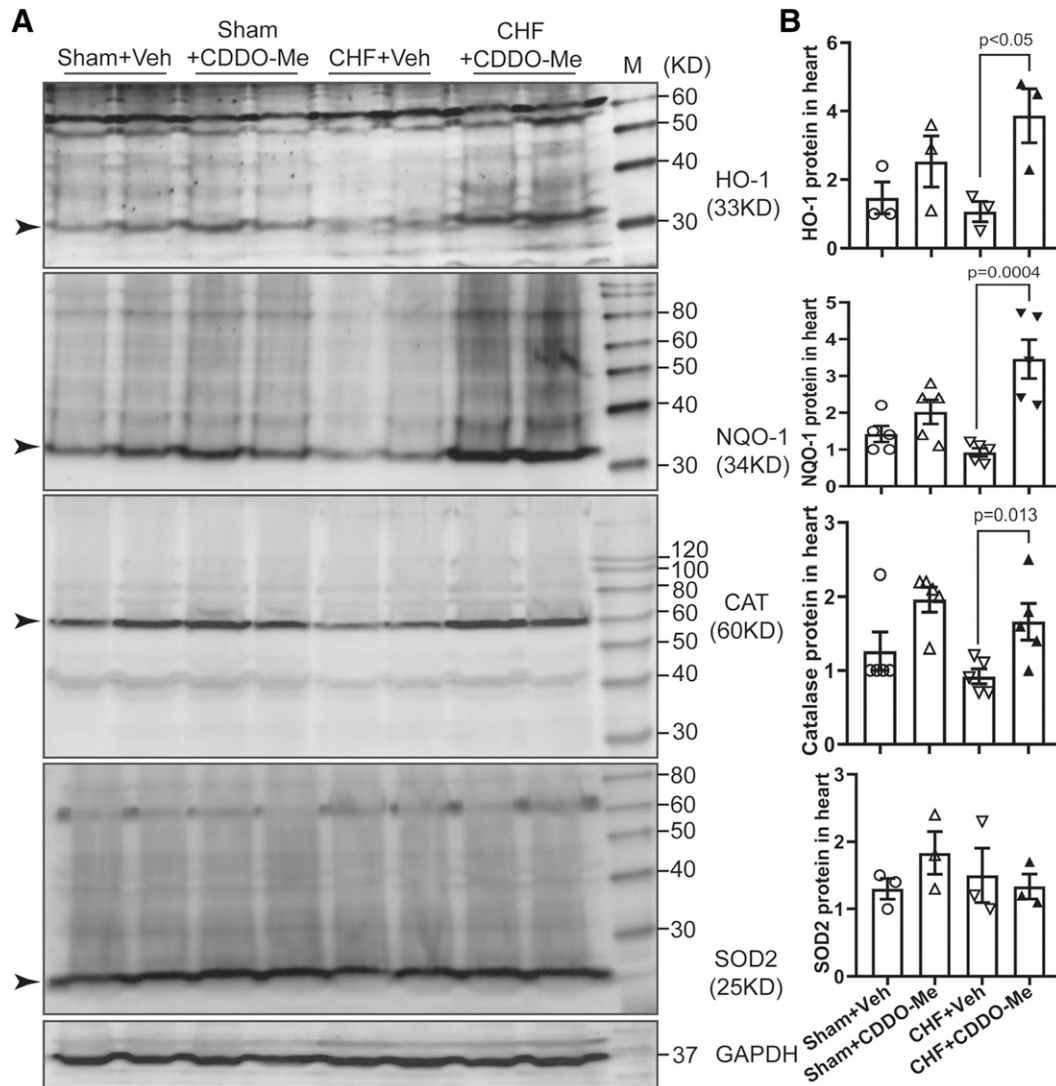 A
Sham+Veh
Sham
+CDDO-Me
CHF+Veh
CHF
+CDDO-Me
M
(KD)
60
50
40
30
HO-1
(33KD)
80
60
50
40
30
NQO-1
(34KD)
120
100
80
60
50
40
30
CAT
(60KD)
80
60
50
40
30
SOD2
(25KD)
37
GAPDH
B
HO-1 protein in heart
6
4
2
0
p<0.05
NQO-1 protein in heart
5
4
3
2
1
0
p=0.0004
Catalase protein in heart
3
2
1
0
p=0.013
SOD2 protein in heart
3
2
1
0
Sham+Veh
Sham+CDDO-Me
CHF+Veh
CHF+CDDO-Me